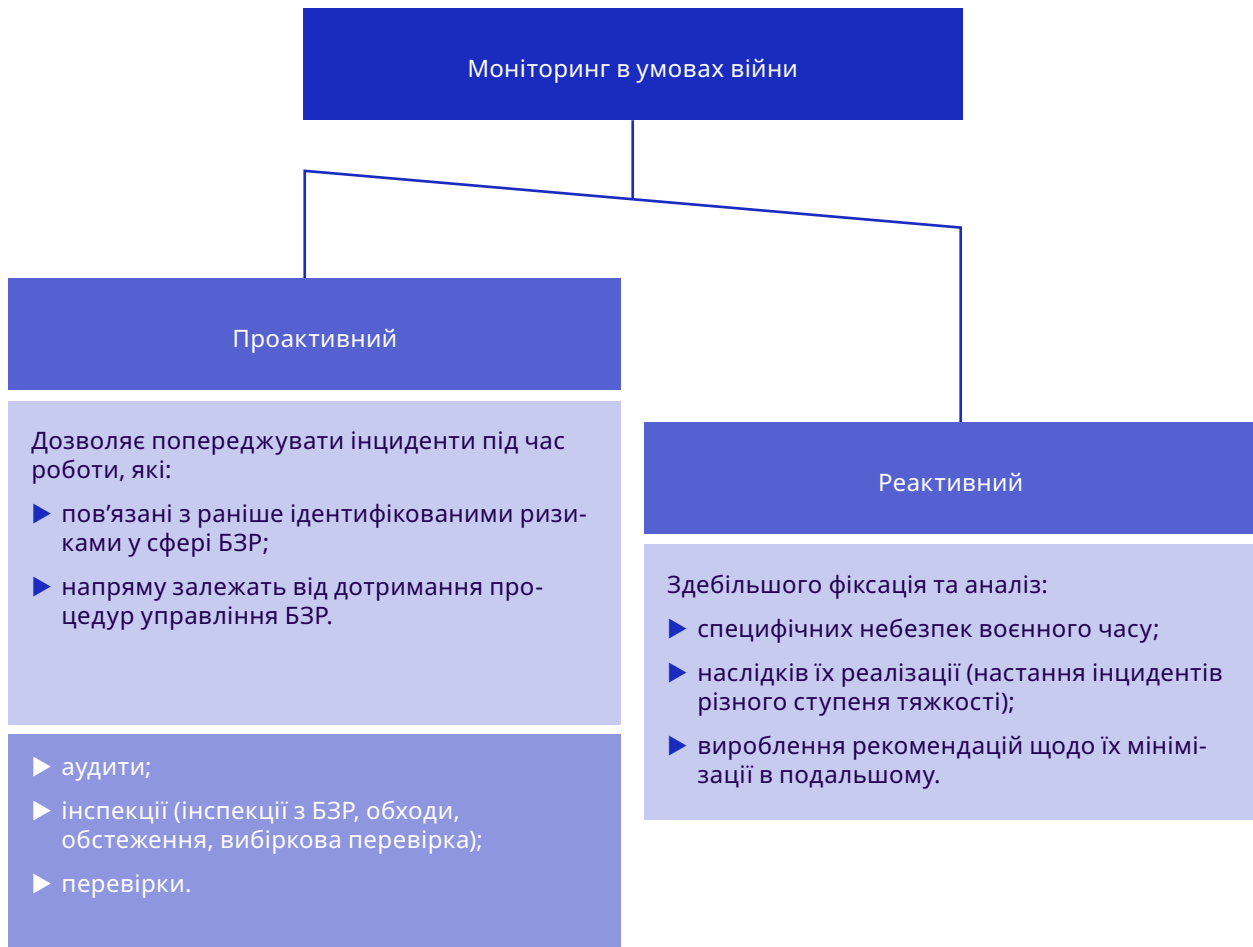 Моніторинг в умовах війни
Проактивний
Дозволяє попереджувати інциденти під час
роботи, які:
▶ пов’язані з раніше ідентифікованими ризи-
ками у сфері БЗР;
▶ напряму залежать від дотримання про-
цедур управління БЗР.
▶ аудити;
▶ інспекції (інспекції з БЗР, обходи,
обстеження, вибіркова перевірка);
▶ перевірки.
Реактивний
Здебільшого фіксація та аналіз:
▶ специфічних небезпек воєнного часу;
▶ наслідків їх реалізації (настання інцидентів
різного ступеня тяжкості);
▶ вироблення рекомендацій щодо їх мінімі-
зації в подальшому.